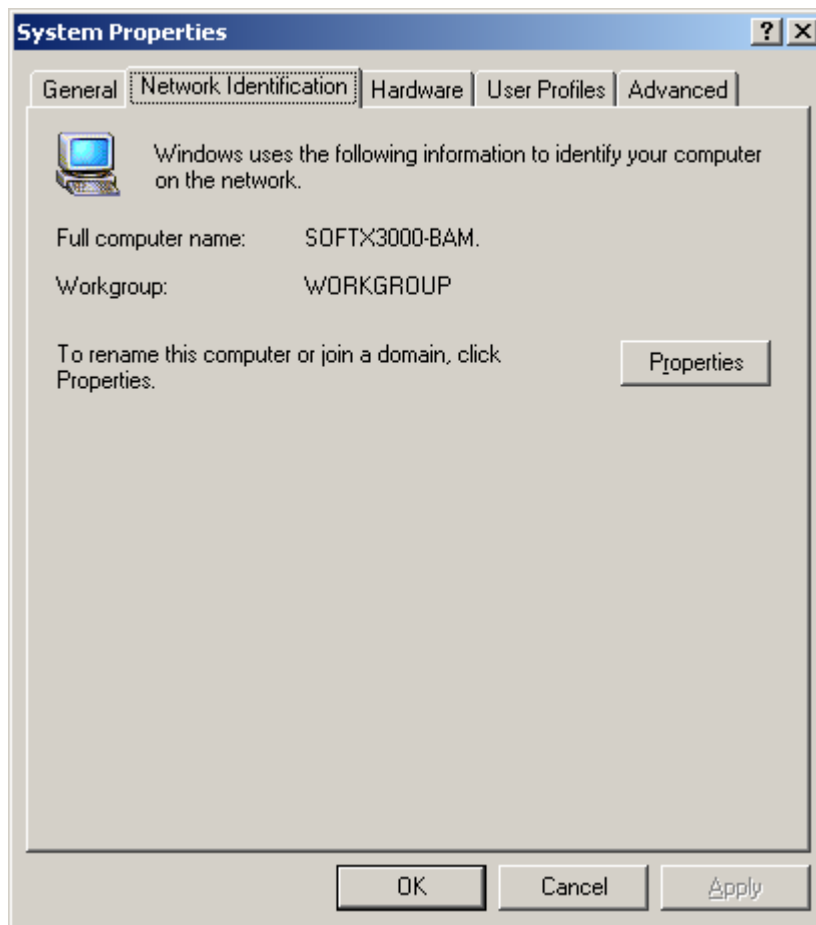 System Properties
General
Network Identification
Hardware
User Profiles
Advanced
Windows uses the following information to identify your computer
on the network.
Full computer name: SOFTX3000-BAM.
Workgroup: WORKGROUP
To rename this computer or join a domain, click
Properties.
Properties
OK
Cancel
Apply